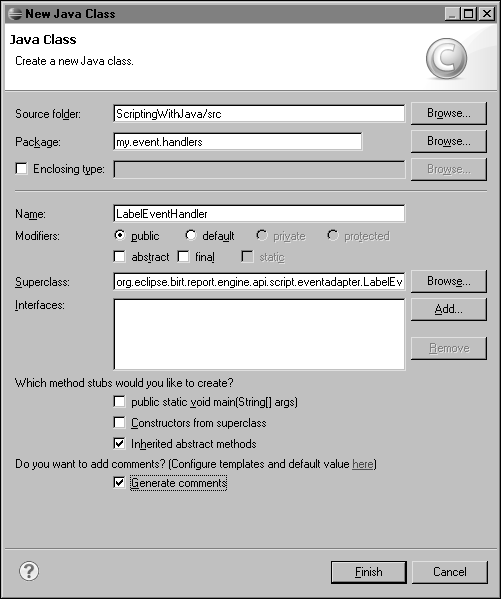 New Java Class
Java Class
Create a new Java class.
C
Source folder: ScriptingWithJava/src Browse...
Package: my.event.handlers Browse...
Enclosing type: Browse...
Name: LabelEventHandler
Modifiers: public default private protected
abstract final static
Superclass: org.eclipse.birt.report.engine.api.script.eventadapter.LabelEv Browse...
Interfaces: Add...
Remove
Which method stubs would you like to create?
public static void main(String[] args)
Constructors from superclass
Inherited abstract methods
Do you want to add comments? (Configure templates and default value here)
Generate comments
? Finish Cancel